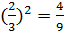 (2/3)² = 4/9